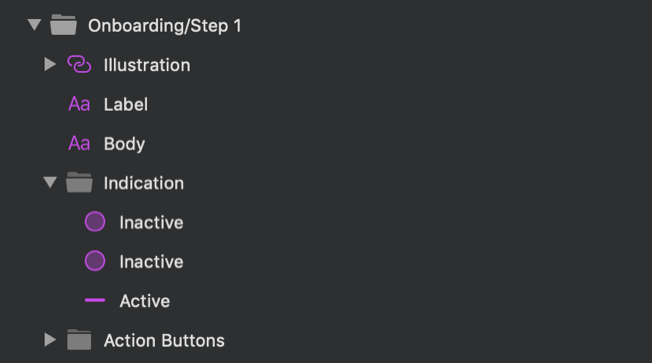 Onboarding/Step 1
Illustration
Aa Label
Aa Body
Indication
Inactive
Inactive
Active
Action Buttons